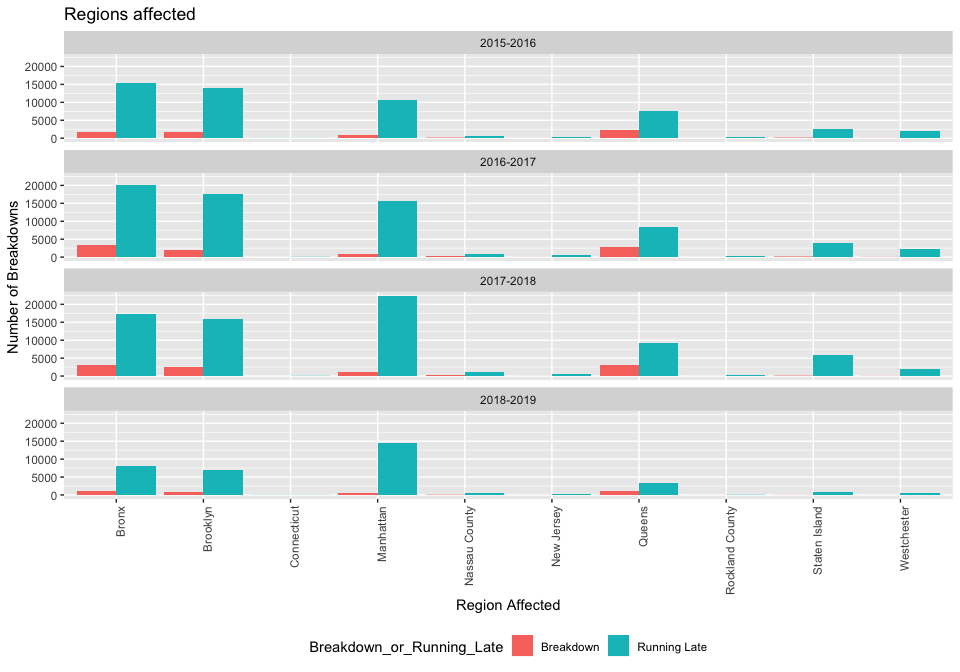 Regions affected
2015-2016
20000
15000
10000
5000
0
2016-2017
20000
15000
10000
5000
0
2017-2018
20000
15000
10000
5000
0
2018-2019
20000
15000
10000
5000
0
Number of Breakdowns
Bronx
Brooklyn
Connecticut
Manhattan
Nassau County
New Jersey
Queens
Rockland County
Staten Island
Westchester
Region Affected
Breakdown_or_Running_Late Breakdown Running Late